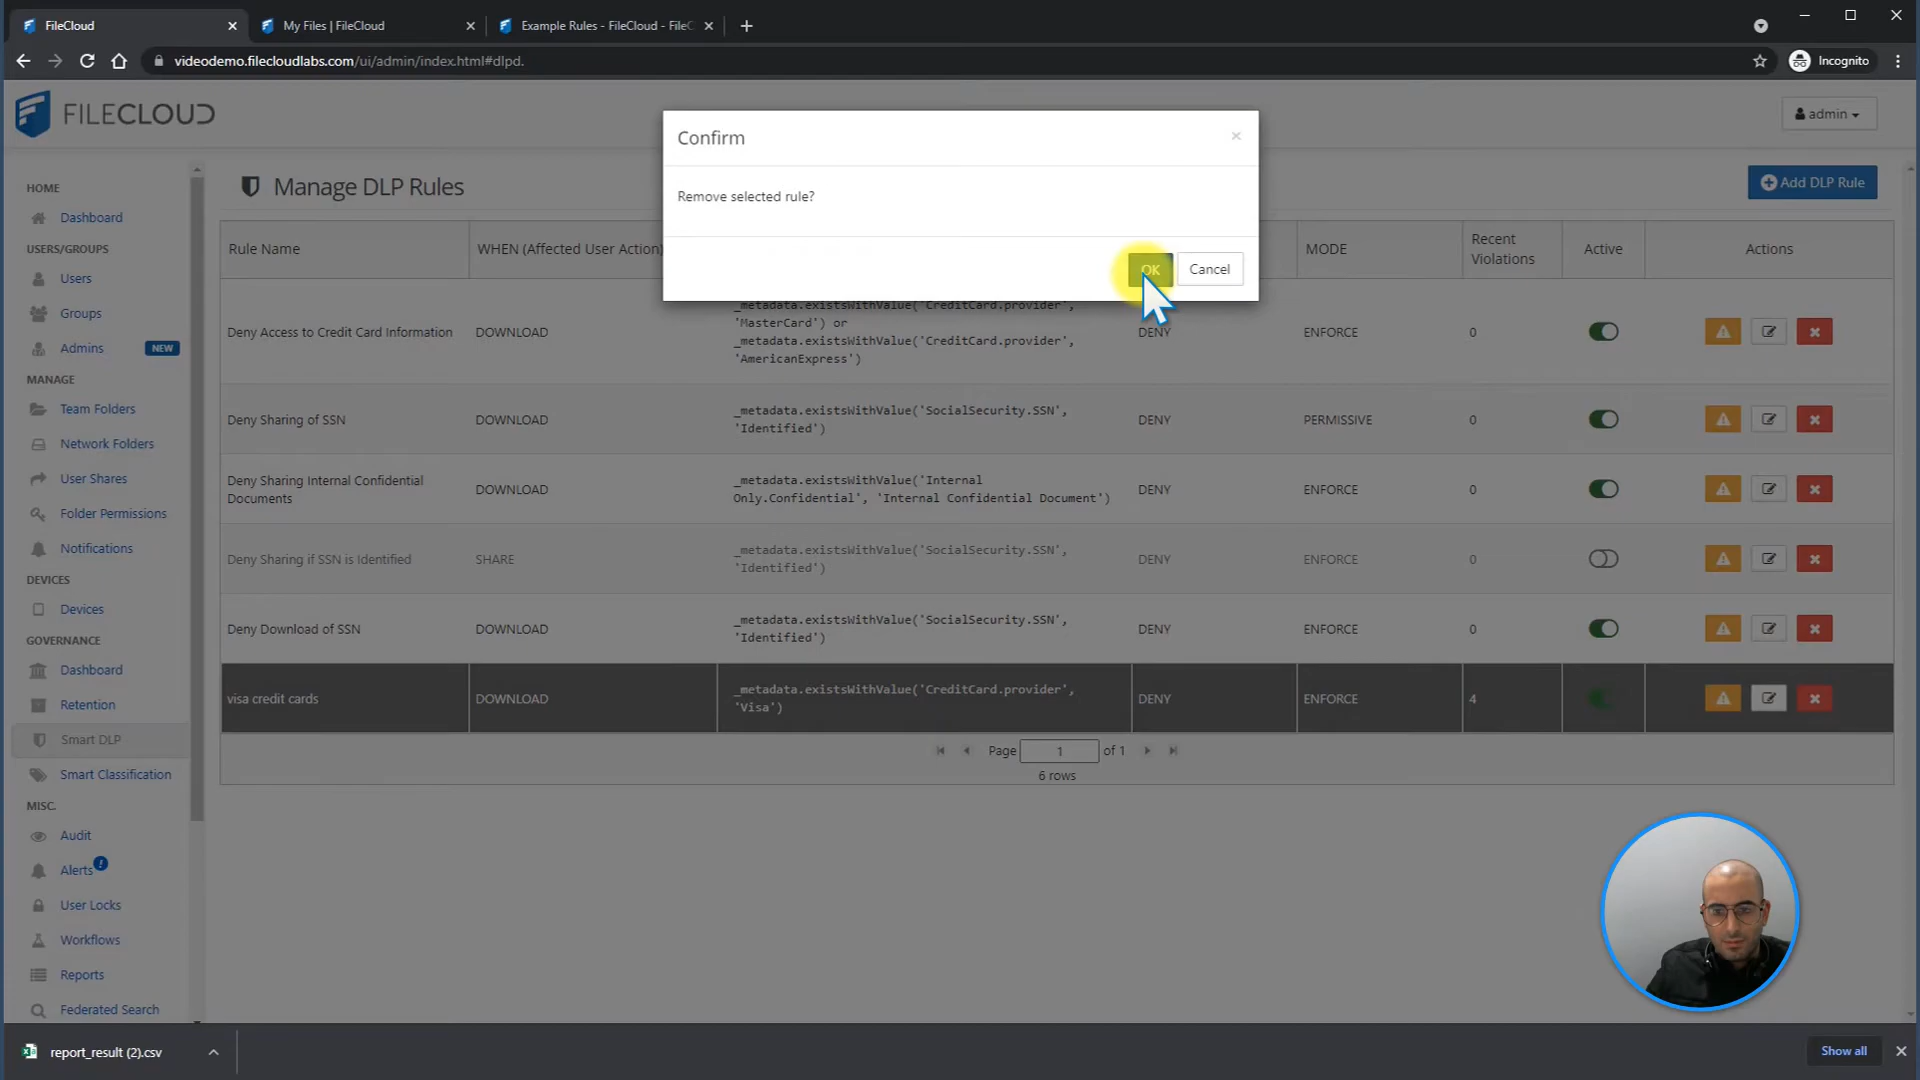 FileCloud
My Files | FileCloud
Example Rules - FileCloud - FileC
videodemo.filecloudlabs.com/ui/admin/index.html#dlpd.
Incognito
FILECLOUD
admin
Confirm
Remove selected rule?
OK
Cancel
HOME
Dashboard
USERS/GROUPS
Users
Groups
Admins NEW
MANAGE
Team Folders
Network Folders
User Shares
Folder Permissions
Notifications
DEVICES
Devices
GOVERNANCE
Dashboard
Retention
Smart DLP
Smart Classification
MISC.
Audit
Alerts !
User Locks
Workflows
Reports
Federated Search
Manage DLP Rules
Add DLP Rule
Rule Name
WHEN (Affected User Action)
MODE
Recent
Violations
Active
Actions
Deny Access to Credit Card Information
DOWNLOAD
_metadata.existsWithValue('CreditCard.provider',
'MasterCard') or
_metadata.existsWithValue('CreditCard.provider',
'AmericanExpress')
DENY
ENFORCE
0
Deny Sharing of SSN
DOWNLOAD
_metadata.existsWithValue('SocialSecurity.SSN',
'Identified')
DENY
PERMISSIVE
0
Deny Sharing Internal Confidential
Documents
DOWNLOAD
_metadata.existsWithValue('Internal
Only.Confidential', 'Internal Confidential Document')
DENY
ENFORCE
0
Deny Sharing if SSN is Identified
SHARE
_metadata.existsWithValue('SocialSecurity.SSN',
'Identified')
DENY
ENFORCE
0
Deny Download of SSN
DOWNLOAD
_metadata.existsWithValue('SocialSecurity.SSN',
'Identified')
DENY
ENFORCE
0
visa credit cards
DOWNLOAD
_metadata.existsWithValue('CreditCard.provider',
'Visa')
DENY
ENFORCE
4
Page 1 of 1
6 rows
report_result (2).csv
Show all